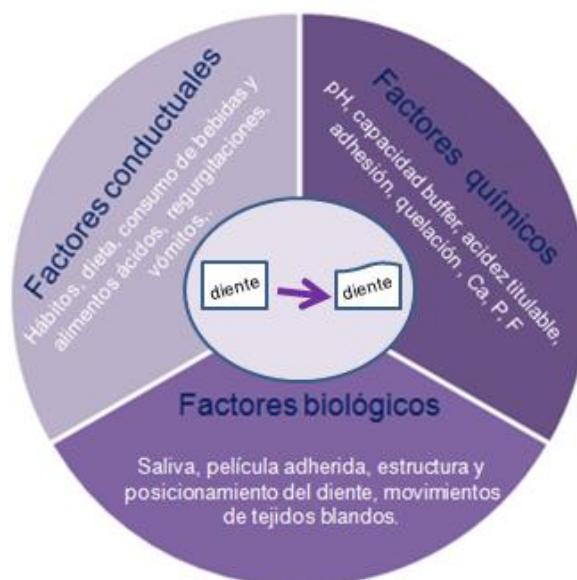 Factores conductuales
Hábitos, dieta, consumo de bebidas y
alimentos àcidos, regurgitaciones,
vómitos,.
Factores químicos
pH, capacidad buffer, acidez titulable,
adhesión, quelación , Ca, P, F
diente
diente
Factores biológicos
Saliva, película adherida, estructura y
posicionamiento del diente, movimientos
de tejidos blandos.